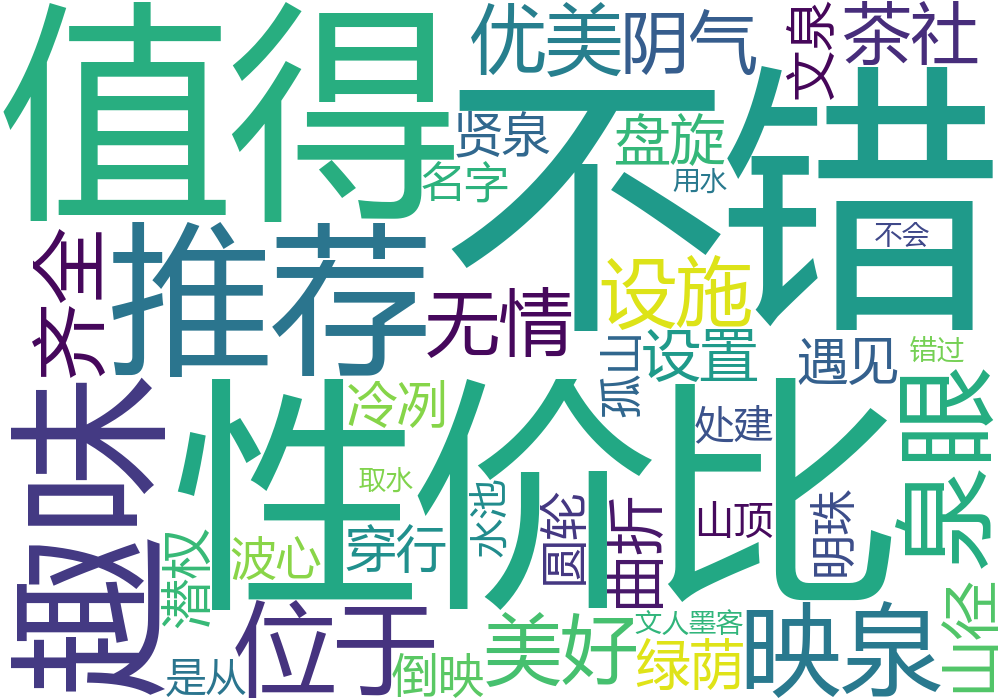 值得
优美
阴气
文泉
茶社
不错
贤泉
盘旋
名字
用水
不会
安全
推荐
无情
设施
孤山
设置
遇见
错过
趣味
性价比
冷冽
处建
泉眼
取水
水池
圆轮
曲折
山顶
明珠
潜权
波心
穿行
位于
美好
文人墨客
映泉
山径
是从
倒映
绿荫